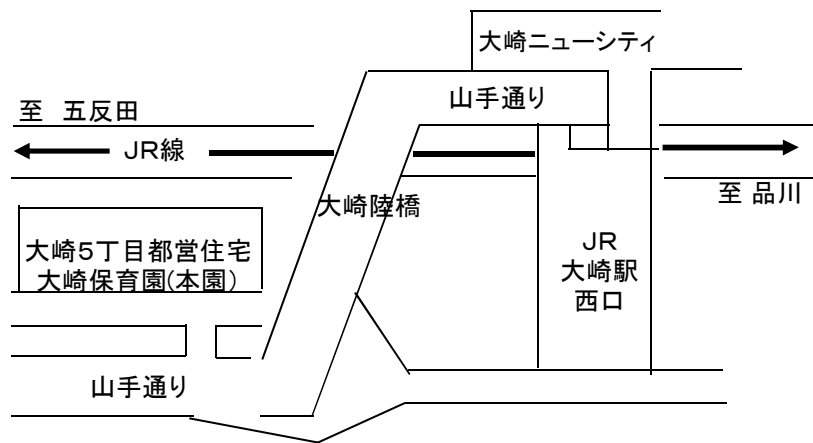 大崎ニューシティ
山手通り
至 五反田
JR線
至 品川
大崎陸橋
大崎5丁目都営住宅
大崎保育園(本園)
JR
大崎駅
西口
山手通り